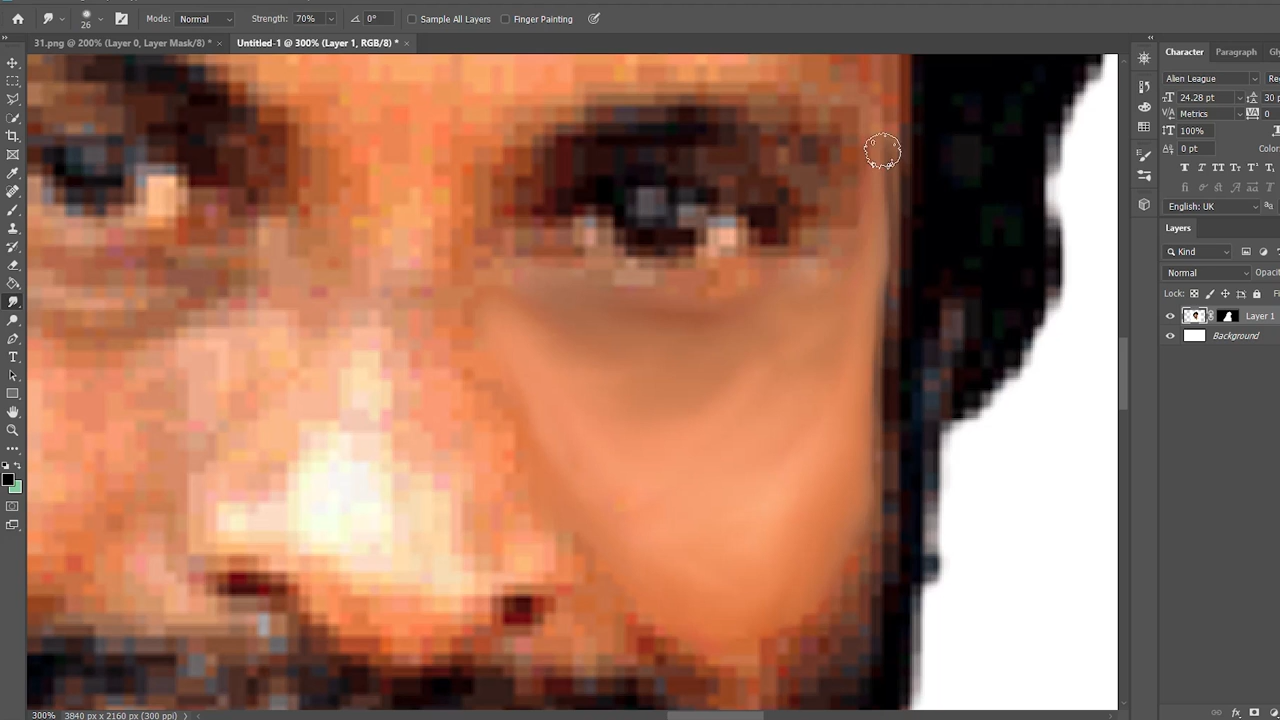 26 Mode: Normal Strength: 70% 0° Sample All Layers Finger Painting
31.png @ 200% (Layer 0, Layer Mask/8) * × Untitled-1 @ 300% (Layer 1, RGB/8) * ×
Character Paragraph
Alien League
24.28 pt 30
Metrics 0
100%
0 pt
English: UK
Layers
Kind
Normal
Lock:
Layer 1
Background
300% 3840 px x 2160 px (300 ppi)